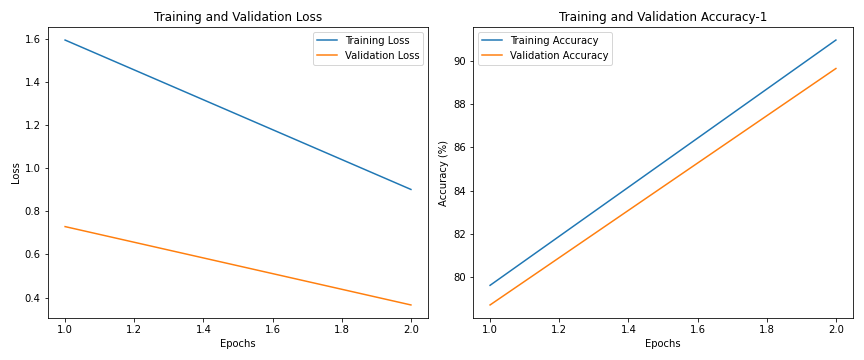 Training and Validation Loss
Training Loss
Validation Loss
1.6
1.4
1.2
1.0
0.8
0.6
0.4
Loss
1.0 1.2 1.4 1.6 1.8 2.0
Epochs
Training and Validation Accuracy-1
Training Accuracy
Validation Accuracy
90
88
86
84
82
80
Accuracy (%)
1.0 1.2 1.4 1.6 1.8 2.0
Epochs